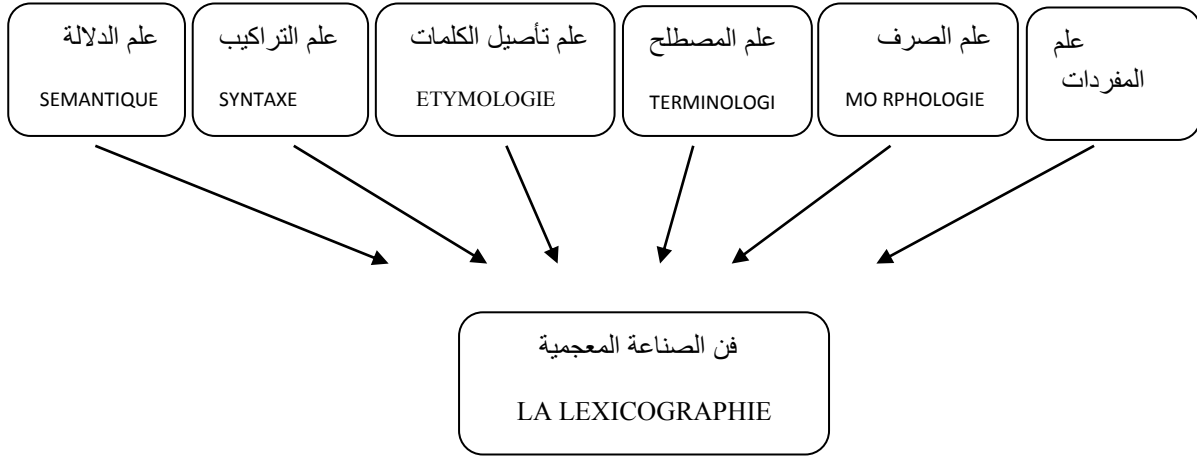 علم الدلالة
SEMANTIQUE
علم التراكيب
SYNTAXE
علم تأصيل الكلمات
ETYMOLOGIE
علم المصطلح
TERMINOLOGI
علم الصرف
MO RPHOLOGIE
علم
المفردات
فن الصناعة المعجمية
LA LEXICOGRAPHIE